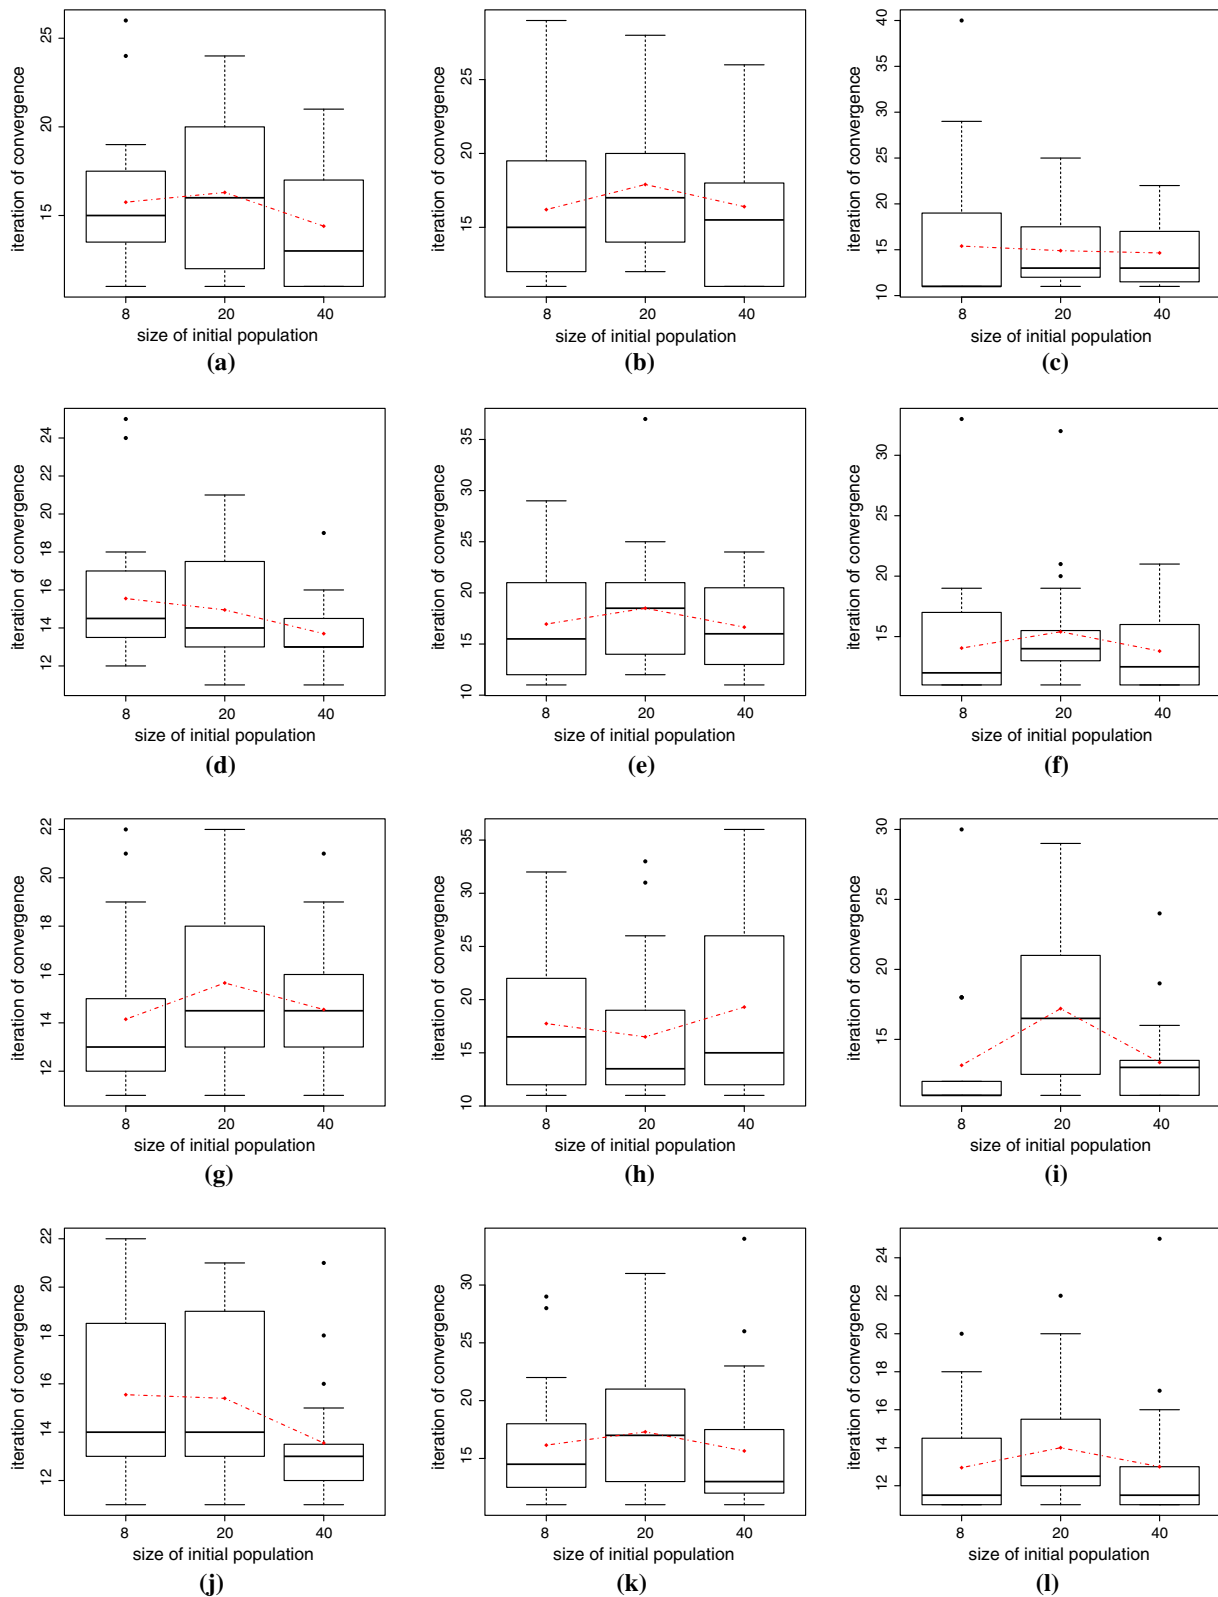 iteration of convergence
15 20 25
8 20 40
size of initial population
(a)
iteration of convergence
15 20 25
8 20 40
size of initial population
(b)
iteration of convergence
10 15 20 25 30 35 40
8 20 40
size of initial population
(c)
iteration of convergence
12 14 16 18 20 22 24
8 20 40
size of initial population
(d)
iteration of convergence
10 15 20 25 30 35
8 20 40
size of initial population
(e)
iteration of convergence
15 20 25 30
8 20 40
size of initial population
(f)
iteration of convergence
12 14 16 18 20 22
8 20 40
size of initial population
(g)
iteration of convergence
10 15 20 25 30 35
8 20 40
size of initial population
(h)
iteration of convergence
15 20 25 30
8 20 40
size of initial population
(i)
iteration of convergence
12 14 16 18 20 22
8 20 40
size of initial population
(j)
iteration of convergence
15 20 25 30
8 20 40
size of initial population
(k)
iteration of convergence
12 14 16 18 20 22 24
8 20 40
size of initial population
(l)